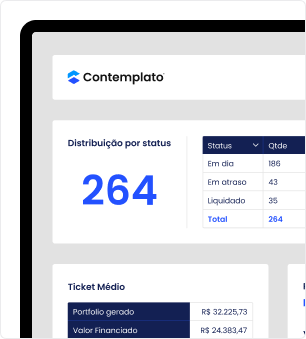 Contemplato
Distribuição por status
264
Status Qtde
Em dia 186
Em atraso 43
Liquidado 35
Total 264
Ticket Médio
Portfolio gerado R$ 32.225,73
Valor Financiado R$ 24.383,47